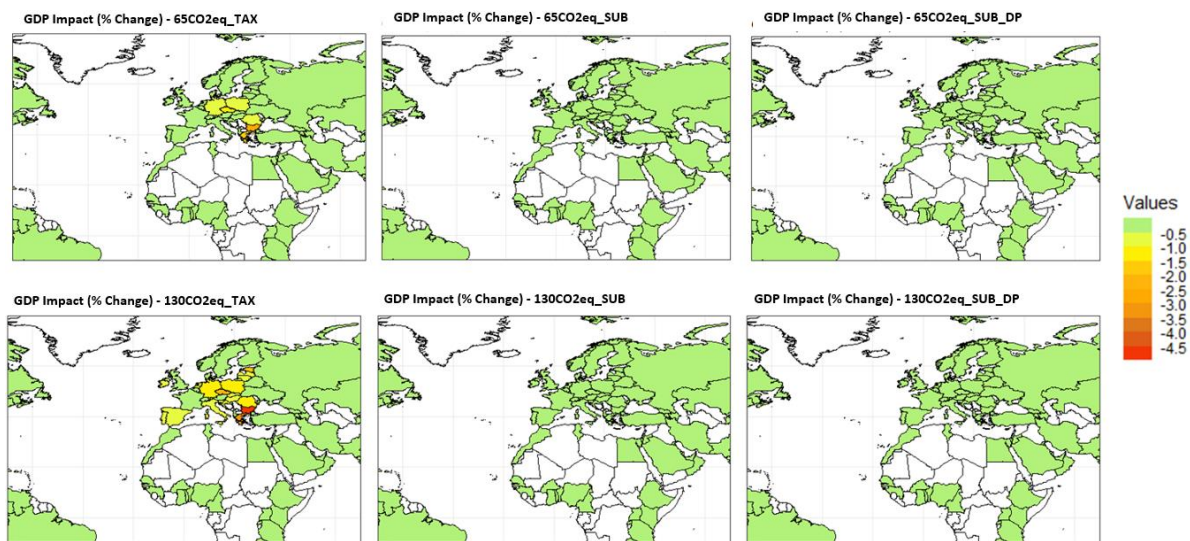 GDP Impact (% Change) - 65CO2eq_TAX
GDP Impact (% Change) - 65CO2eq_SUB
GDP Impact (% Change) - 65CO2eq_SUB_DP
Values
-0.5
-1.0
-1.5
-2.0
-2.5
-3.0
-3.5
-4.0
-4.5
GDP Impact (% Change) - 130CO2eq_TAX
GDP Impact (% Change) - 130CO2eq_SUB
GDP Impact (% Change) - 130CO2eq_SUB_DP